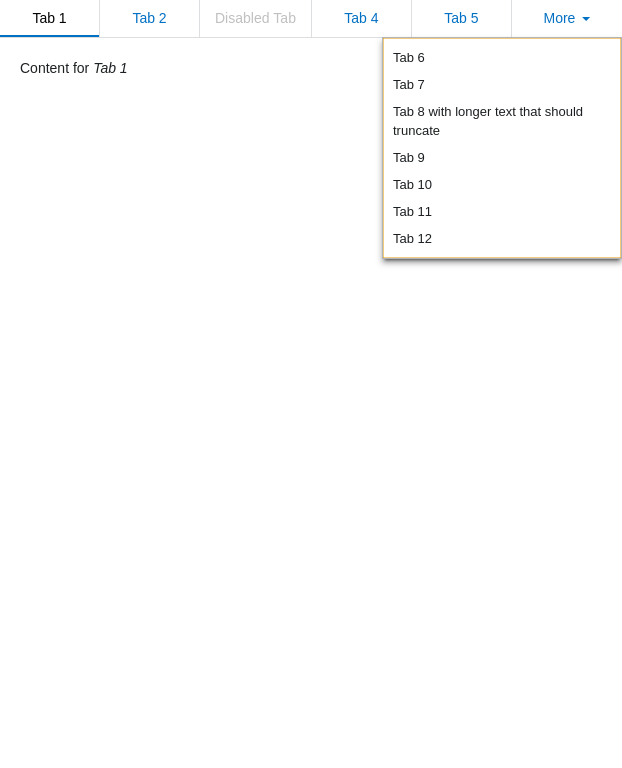 Tab 1 Tab 2 Disabled Tab Tab 4 Tab 5 More
Content for Tab 1
Tab 6
Tab 7
Tab 8 with longer text that should
truncate
Tab 9
Tab 10
Tab 11
Tab 12